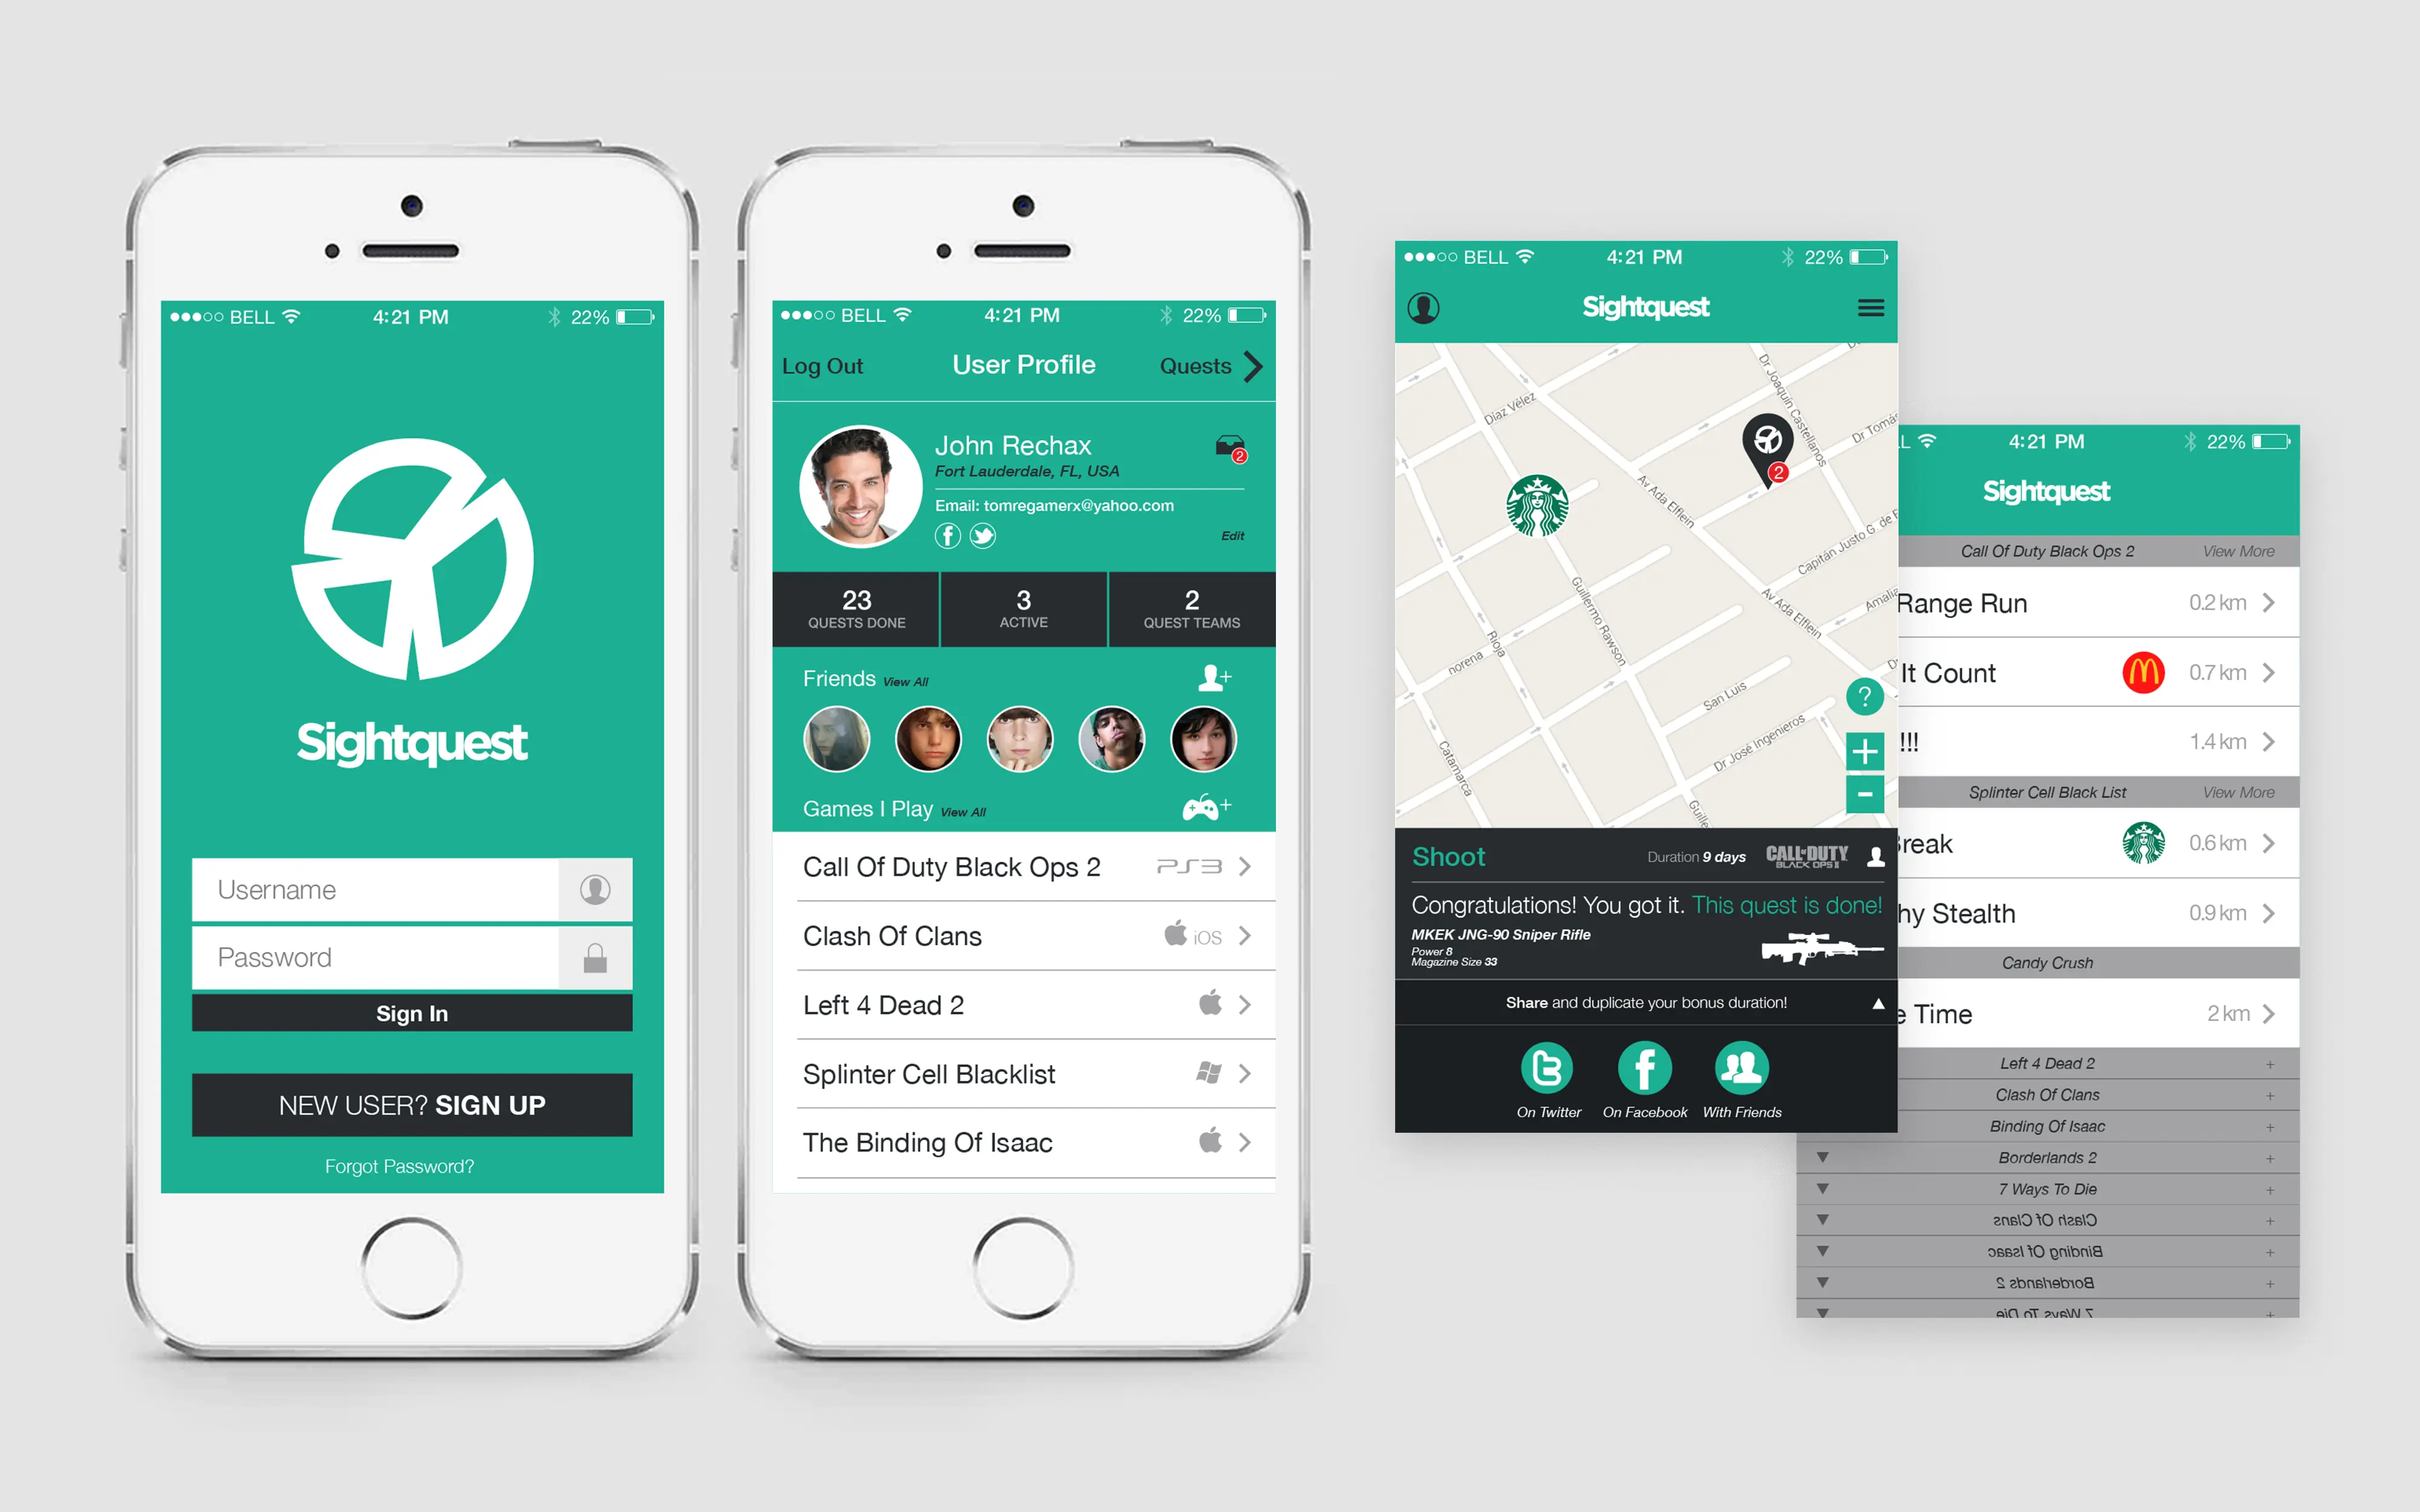 BELL 4:21 PM 22%
Sightquest
Username
Password
Sign In
NEW USER? SIGN UP
Forgot Password?
BELL 4:21 PM 22%
Log Out User Profile Quests
John Rechax
Fort Lauderdale, FL, USA
2
Email: tomregamerx@yahoo.com
Edit
23 3 2
QUESTS DONE ACTIVE QUEST TEAMS
Friends View All
Games I Play View All
Call Of Duty Black Ops 2 PS3
Clash Of Clans iOS
Left 4 Dead 2
Splinter Cell Blacklist
The Binding Of Isaac
BELL 4:21 PM 22%
Sightquest
Diaz Vélez
Dr Joaquín Castellanos
Dr Tomás
2
Av Ada Elflein
Capitán Justo G. de
Guillermo Rawson
Av Ada Elflein
Amalia
Rioja
norena
San Luis
Dr José Ingenieros
Catamarca
Guille
?
+
-
Shoot Duration 9 days CALL OF DUTY
BLACK OPS II
Congratulations! You got it. This quest is done!
MKEK JNG-90 Sniper Rifle
Power 8
Magazine Size 33
Share and duplicate your bonus duration!
On Twitter On Facebook With Friends
L 4:21 PM 22%
Sightquest
Call Of Duty Black Ops 2 View More
Range Run 0.2 km
It Count 0.7 km
!!! 1.4 km
Splinter Cell Black List View More
Break 0.6 km
hy Stealth 0.9 km
Candy Crush
e Time 2 km
Left 4 Dead 2 +
Clash Of Clans +
Binding Of Isaac +
Borderlands 2 +
7 Ways To Die +
Clash Of Clans +
Binding Of Isaac +
Borderlands 2 +
7 Ways To Die +